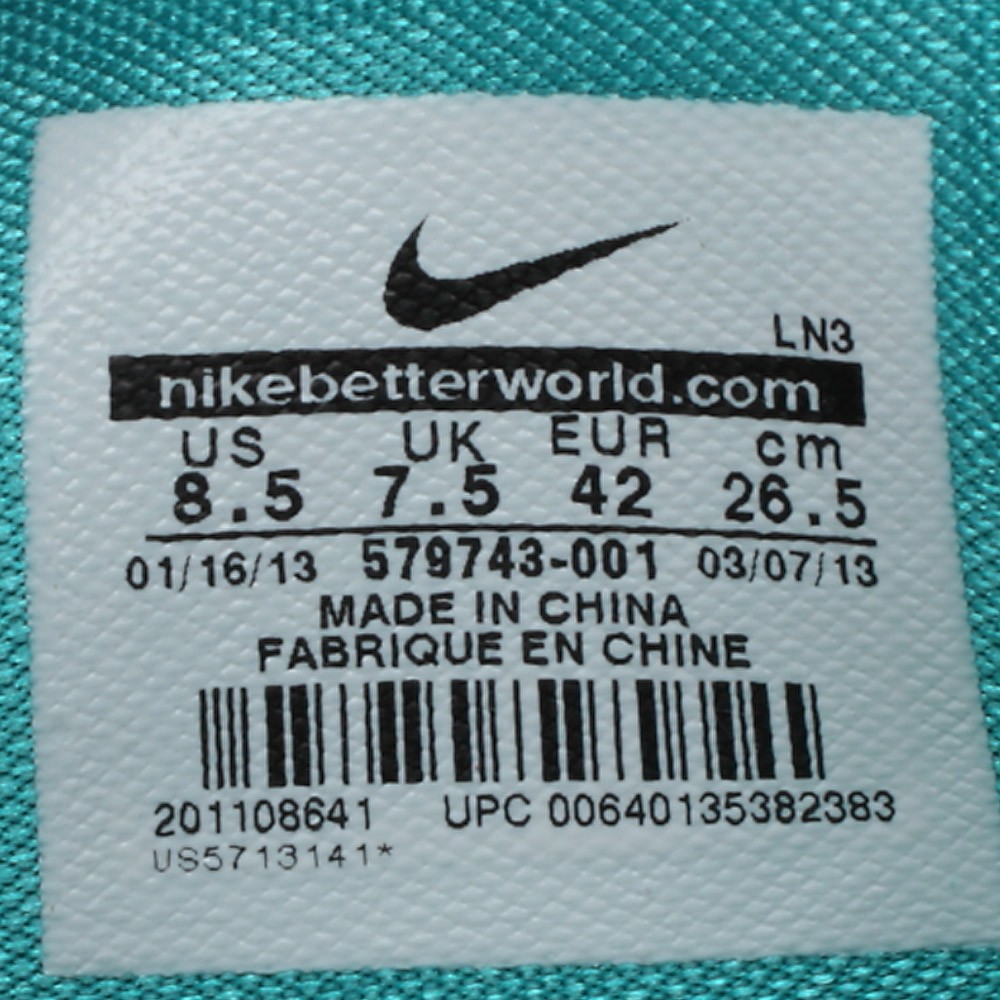 LN3
nikebetterworld.com
US UK EUR cm
8.5 7.5 42 26.5
01/16/13 579743-001 03/07/13
MADE IN CHINA
FABRIQUE EN CHINE
201108641 UPC 00640135382383
US5713141*